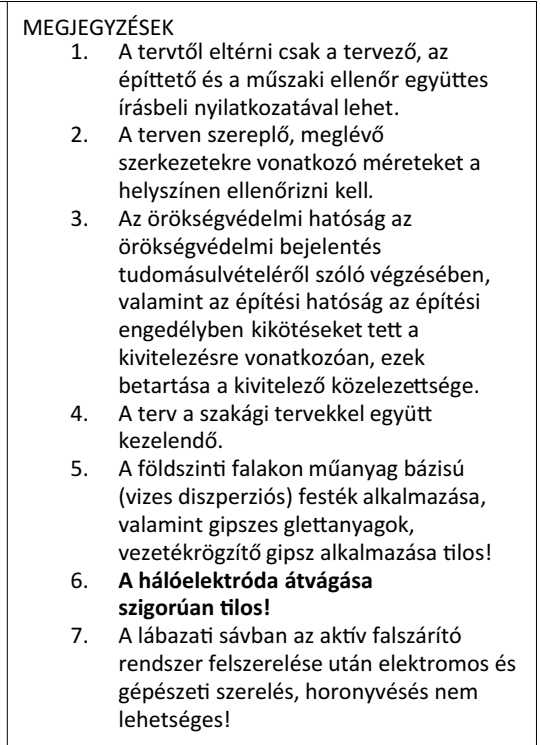 MEGJEGYZÉSEK
1. A tervtől eltérni csak a tervező, az
építtető és a műszaki ellenőr együttes
írásbeli nyilatkozatával lehet.
2. A terven szereplő, meglévő
szerkezetekre vonatkozó méreteket a
helyszínen ellenőrizni kell.
3. Az örökségvédelmi hatóság az
örökségvédelmi bejelentés
tudomásulvételéről szóló végzésében,
valamint az építési hatóság az építési
engedélyben kikötéseket tett a
kivitelezésre vonatkozóan, ezek
betartása a kivitelező közelezettsége.
4. A terv a szakági tervekkel együtt
kezelendő.
5. A földszinti falakon műanyag bázisú
(vizes diszperziós) festék alkalmazása,
valamint gipszes glettanyagok,
vezetékrögzítő gipsz alkalmazása tilos!
6. A hálóelektróda átvágása
szigorúan tilos!
7. A lábazati sávban az aktív falszárító
rendszer felszerelése után elektromos és
gépészeti szerelés, horonyvésés nem
lehetséges!